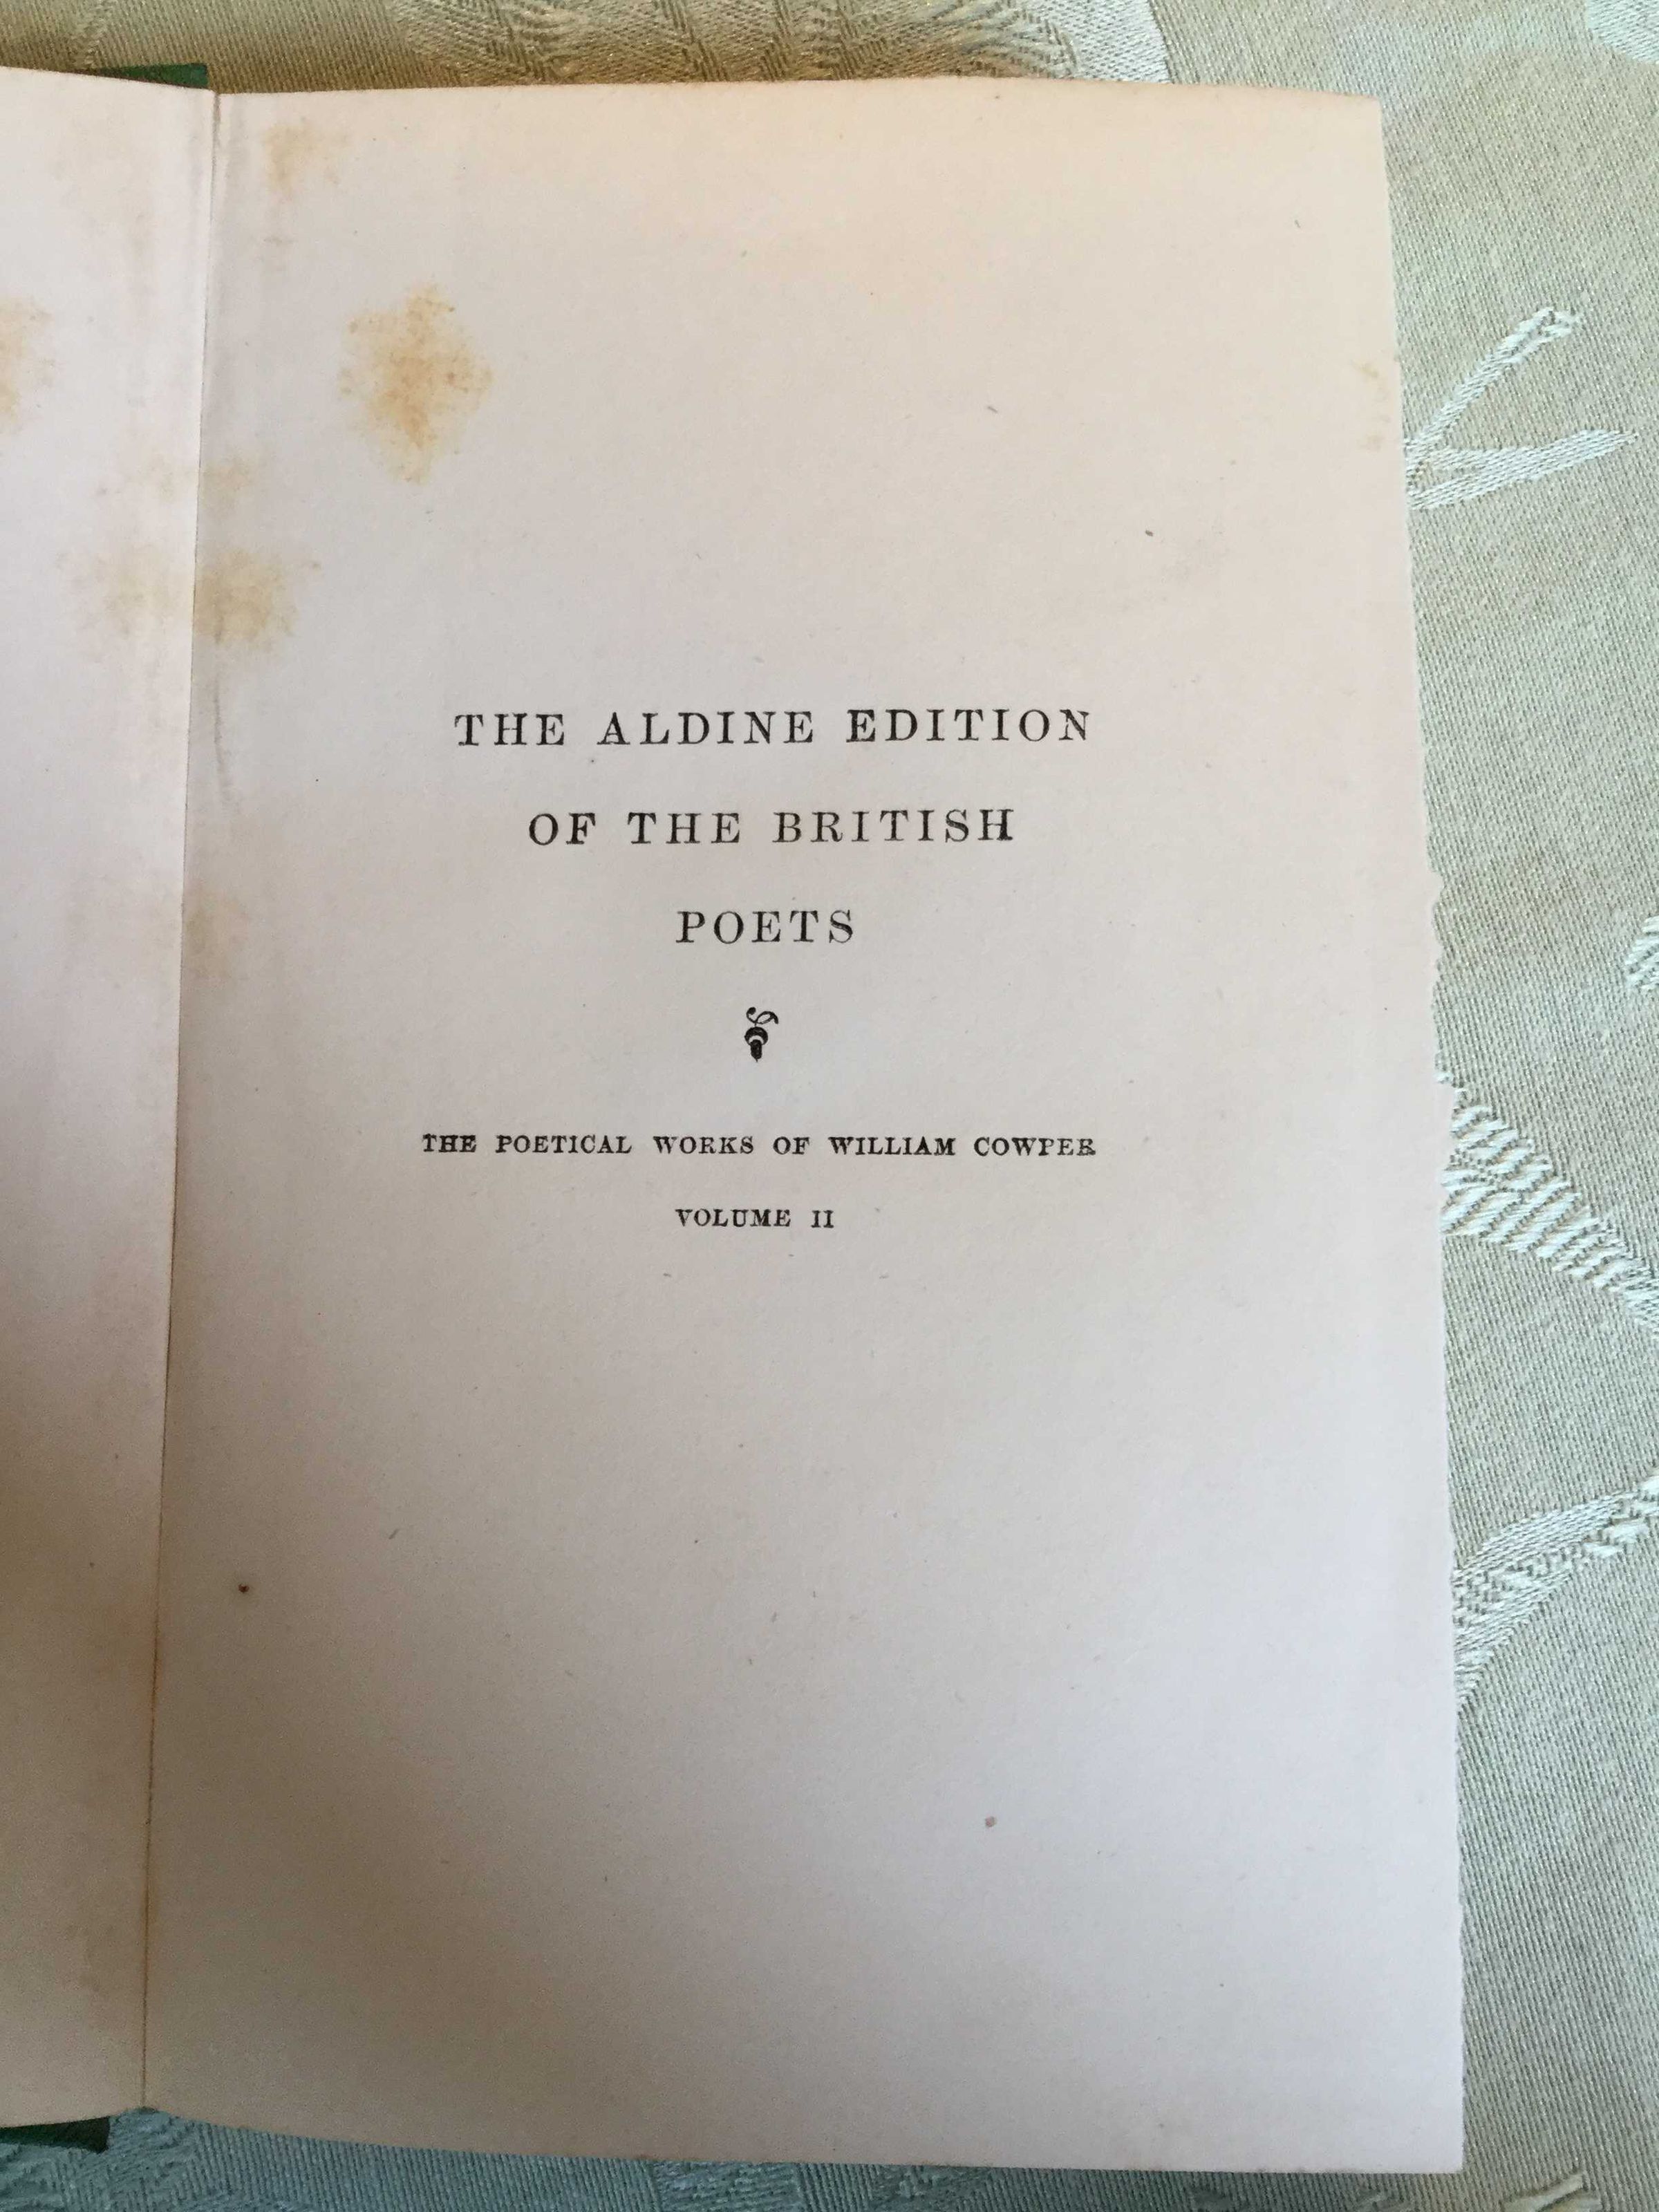 THE ALDINE EDITION
OF THE BRITISH
POETS
THE POETICAL WORKS OF WILLIAM COWPER
VOLUME II